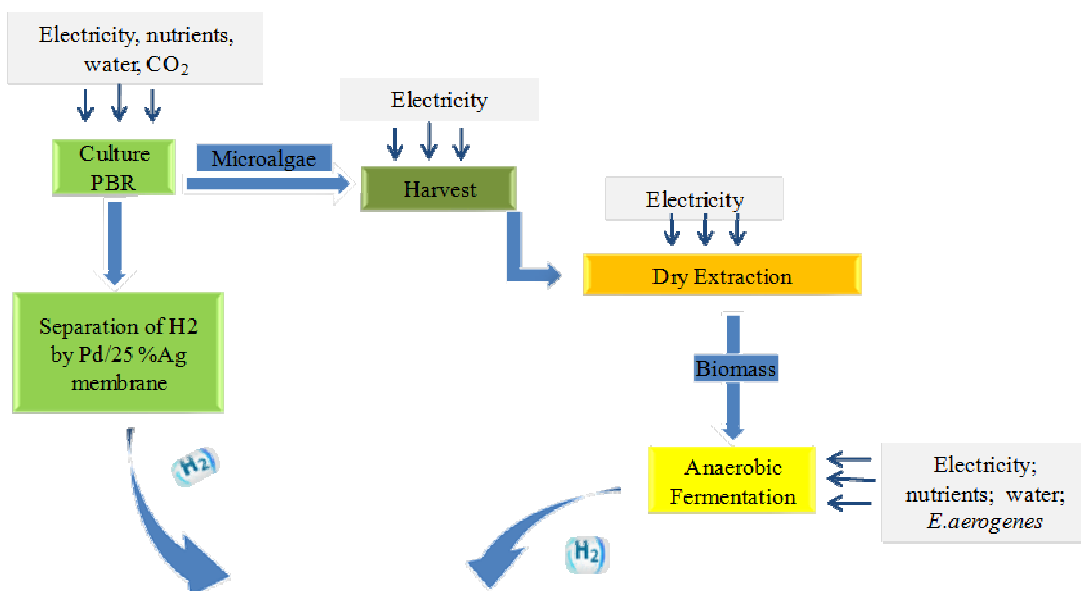 Electricity, nutrients,
water, CO₂
Electricity
Culture
PBR
Microalgae
Harvest
Electricity
Dry Extraction
Separation of H2
by Pd/25 %Ag
membrane
Biomass
H₂
Anaerobic
Fermentation
Electricity;
nutrients; water;
E.aerogenes
H₂